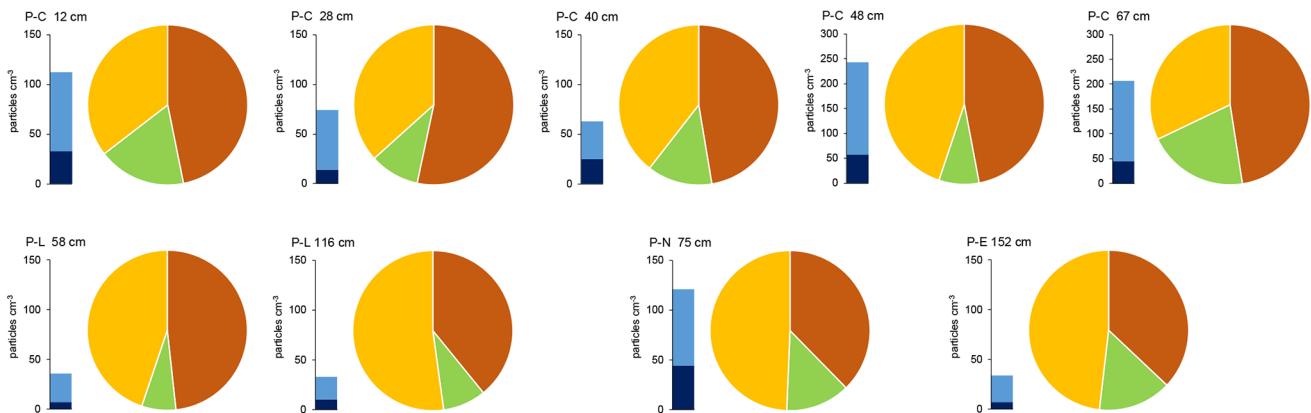 P-C 12 cm
150
100
50
0
particles cm-3
P-C 28 cm
150
100
50
0
particles cm-3
P-C 40 cm
150
100
50
0
particles cm-3
P-C 48 cm
300
250
200
150
100
50
0
particles cm-3
P-C 67 cm
300
250
200
150
100
50
0
particles cm-3
P-L 58 cm
150
100
50
0
particles cm-3
P-L 116 cm
150
100
50
0
particles cm-3
P-N 75 cm
150
100
50
0
particles cm-3
P-E 152 cm
150
100
50
0
particles cm-3